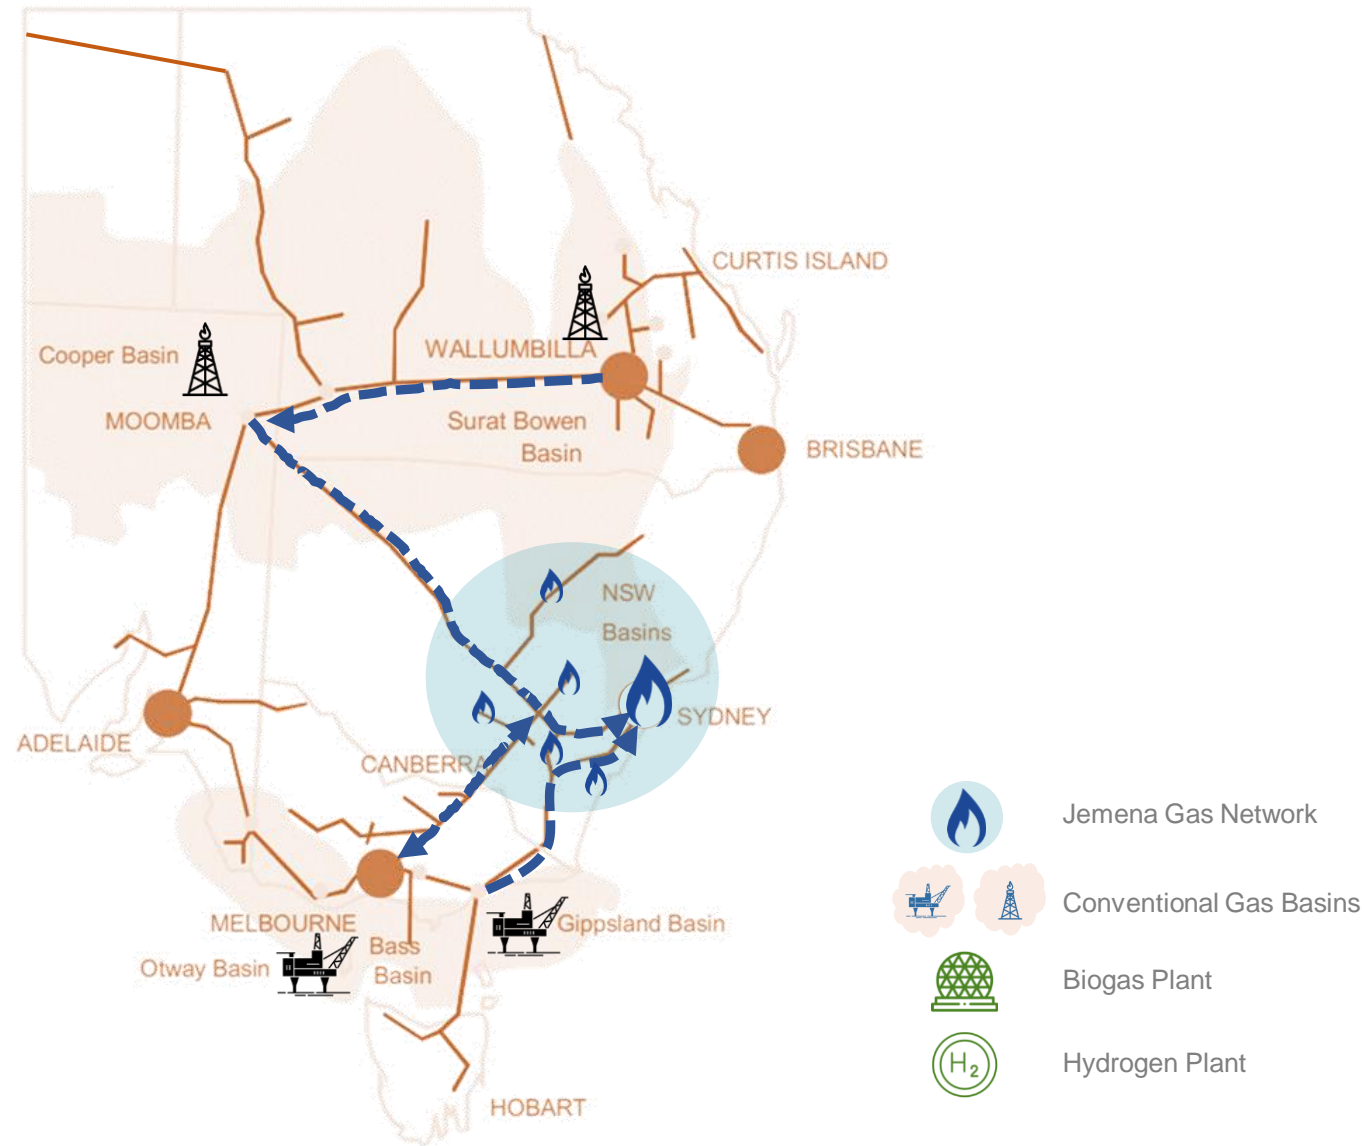 CURTIS ISLAND
Cooper Basin
WALLUMBILLA
MOOMBA
Surat Bowen
Basin
BRISBANE
NSW
Basins
SYDNEY
ADELAIDE
CANBERRA
MELBOURNE
Gippsland Basin
Bass
Basin
Otway Basin
HOBART
Jemena Gas Network
Conventional Gas Basins
Biogas Plant
H2
Hydrogen Plant